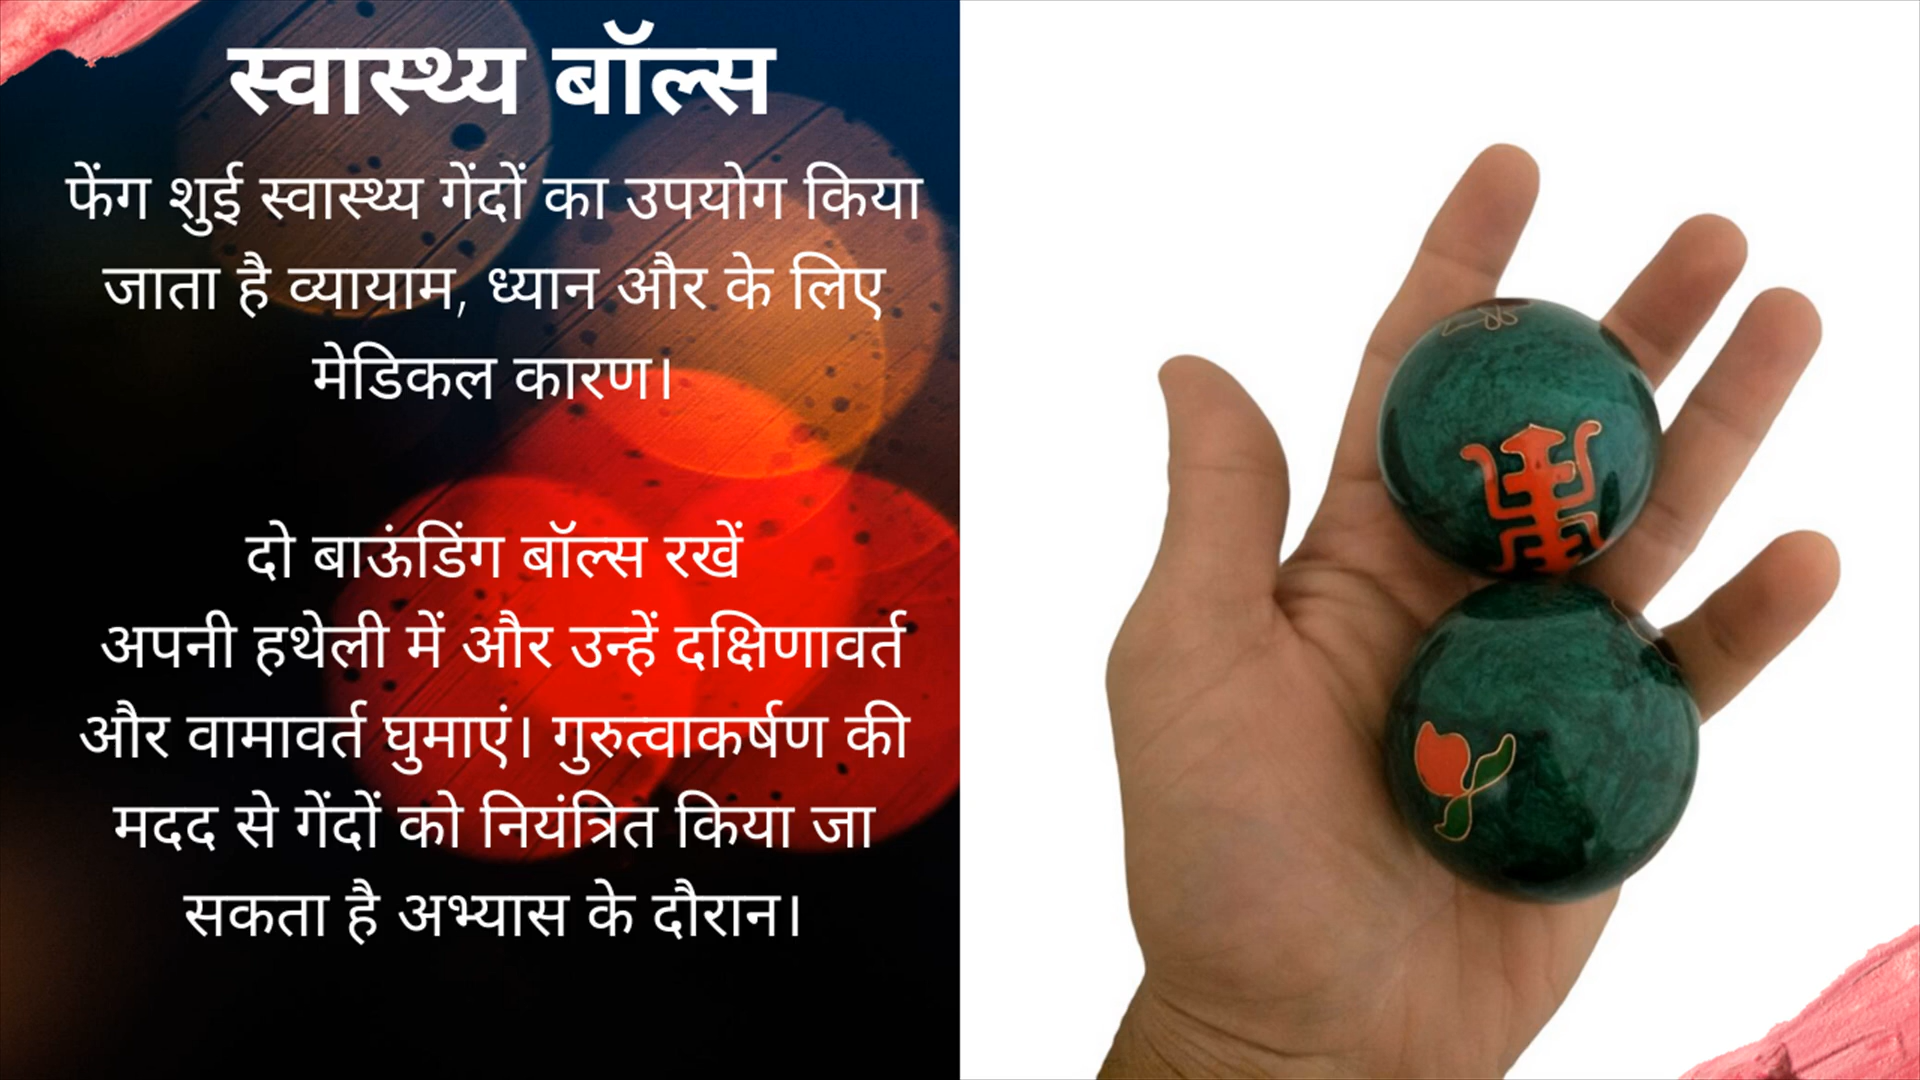 स्वास्थ्य बॉल्स
फेंग शुई स्वास्थ्य गेंदों का उपयोग किया
जाता है व्यायाम, ध्यान और के लिए
मेडिकल कारण।
दो बाऊंडिंग बॉल्स रखें
अपनी हथेली में और उन्हें दक्षिणावर्त
और वामावर्त घुमाएं। गुरुत्वाकर्षण की
मदद से गेंदों को नियंत्रित किया जा
सकता है अभ्यास के दौरान।